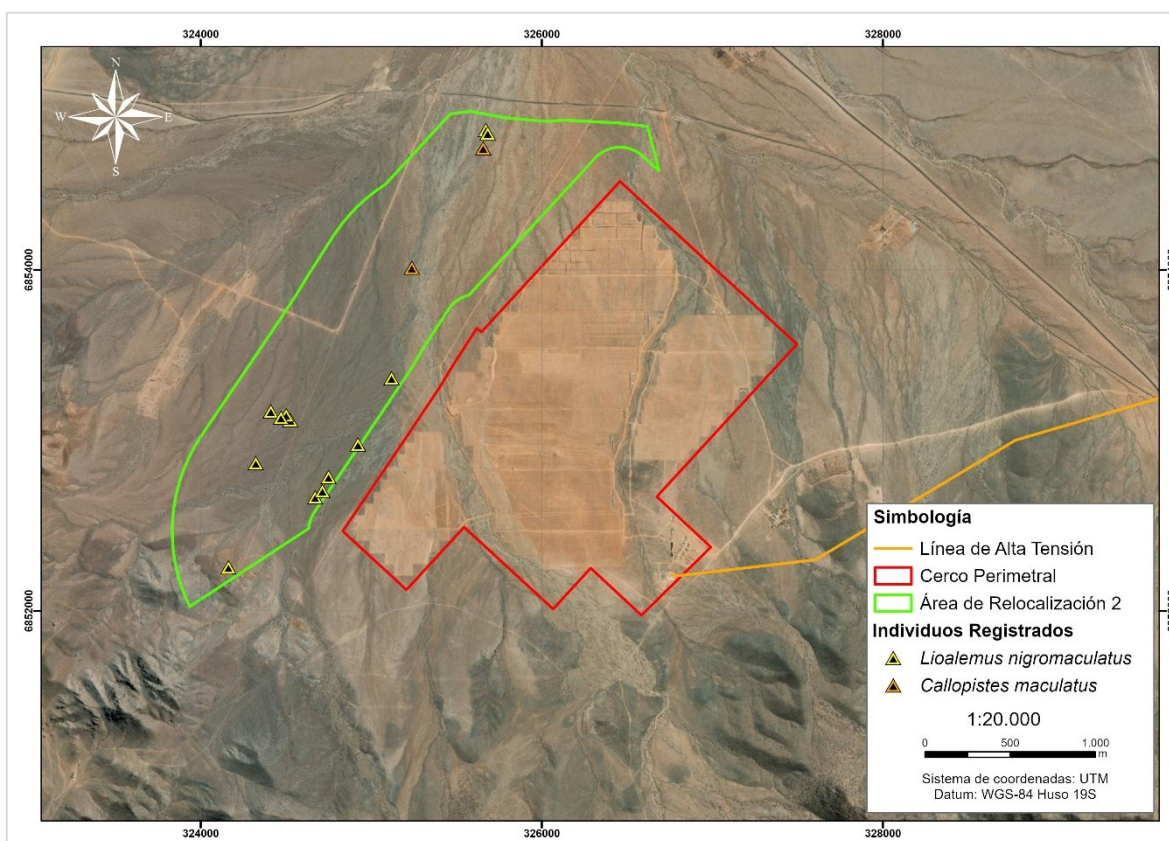 324000 326000 328000
N
W E
S
6854000
6852000
Simbología
Línea de Alta Tensión
Cerco Perimetral
Área de Relocalización 2
Individuos Registrados
Lioalemus nigromaculatus
Callopistes maculatus
1:20.000
0 500 1.000
m
Sistema de coordenadas: UTM
Datum: WGS-84 Huso 19S
324000 326000 328000